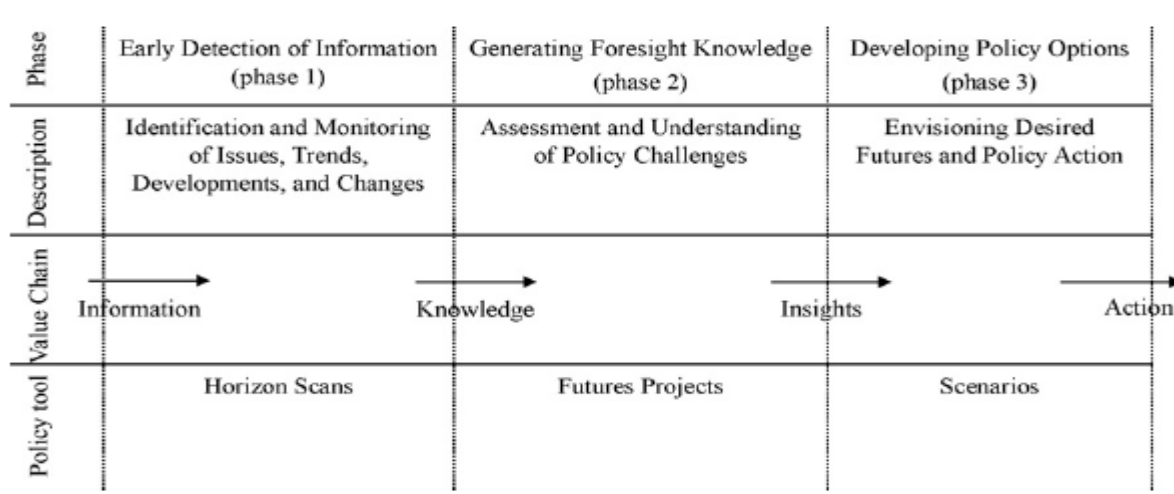 Phase
Early Detection of Information
(phase 1)
Generating Foresight Knowledge
(phase 2)
Developing Policy Options
(phase 3)
Description
Identification and Monitoring
of Issues, Trends,
Developments, and Changes
Assessment and Understanding
of Policy Challenges
Envisioning Desired
Futures and Policy Action
Value Chain
Information
Knowledge
Insights
Action
Policy tool
Horizon Scans
Futures Projects
Scenarios